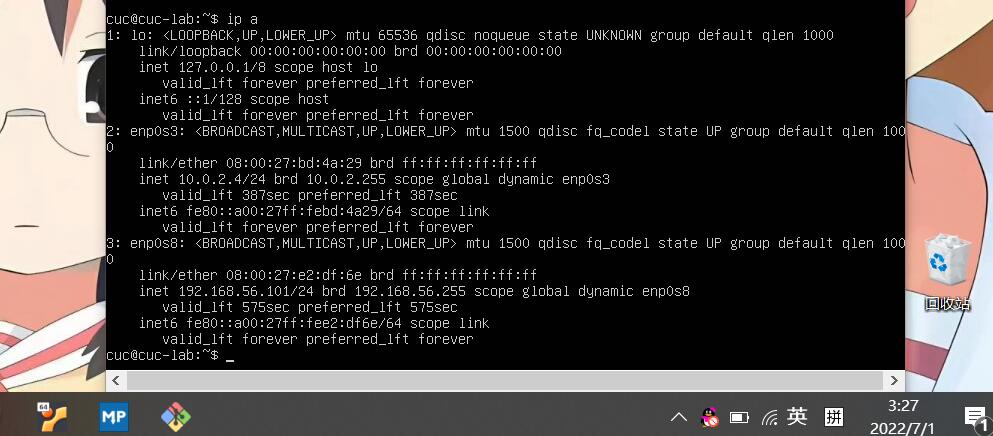 cuc@cuc-lab:~$ ip a
1: lo: <LOOPBACK,UP,LOWER_UP> mtu 65536 qdisc noqueue state UNKNOWN group default qlen 1000
link/loopback 00:00:00:00:00:00 brd 00:00:00:00:00:00
inet 127.0.0.1/8 scope host lo
valid_lft forever preferred_lft forever
inet6 ::1/128 scope host
valid_lft forever preferred_lft forever
2: enp0s3: <BROADCAST,MULTICAST,UP,LOWER_UP> mtu 1500 qdisc fq_codel state UP group default qlen 100
0
link/ether 08:00:27:bd:4a:29 brd ff:ff:ff:ff:ff:ff
inet 10.0.2.4/24 brd 10.0.2.255 scope global dynamic enp0s3
valid_lft 387sec preferred_lft 387sec
inet6 fe80::a00:27ff:febd:4a29/64 scope link
valid_lft forever preferred_lft forever
3: enp0s8: <BROADCAST,MULTICAST,UP,LOWER_UP> mtu 1500 qdisc fq_codel state UP group default qlen 100
0
link/ether 08:00:27:e2:df:6e brd ff:ff:ff:ff:ff:ff
inet 192.168.56.101/24 brd 192.168.56.255 scope global dynamic enp0s8
valid_lft 575sec preferred_lft 575sec
inet6 fe80::a00:27ff:fee2:df6e/64 scope link
valid_lft forever preferred_lft forever
cuc@cuc-lab:~$ _
回收站
64
MP
英
拼
3:27
2022/7/1
1